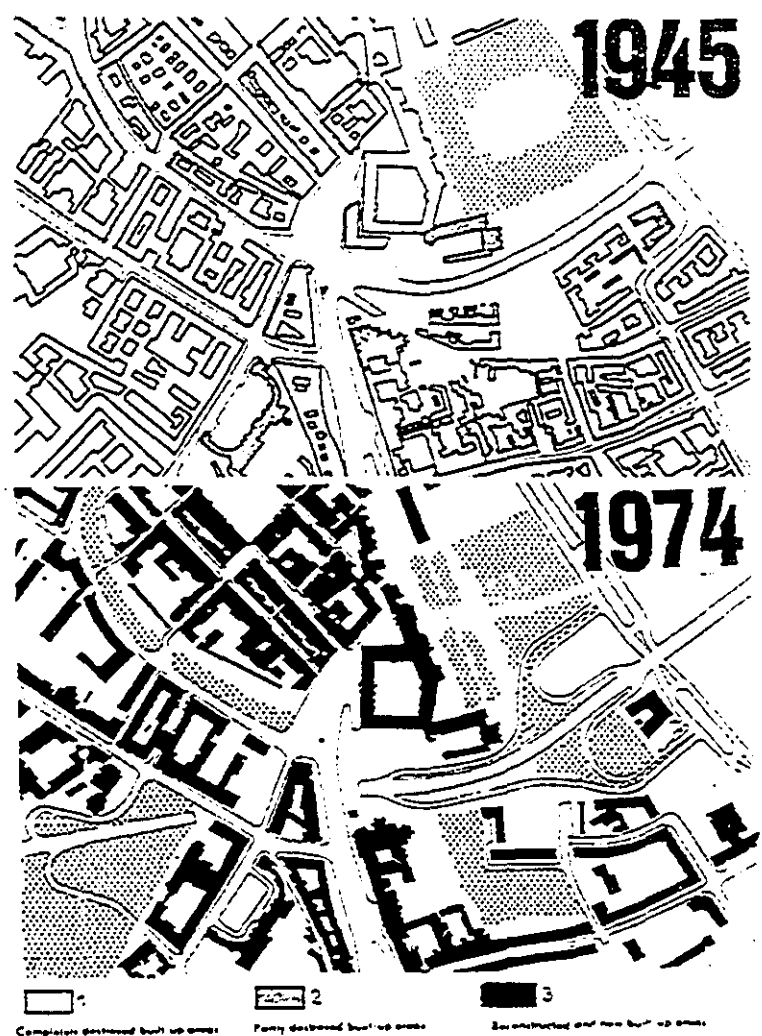 1945
1974
1 2 3
Completely destroyed built up areas Partly destroyed built-up areas Reconstructed and new built up areas